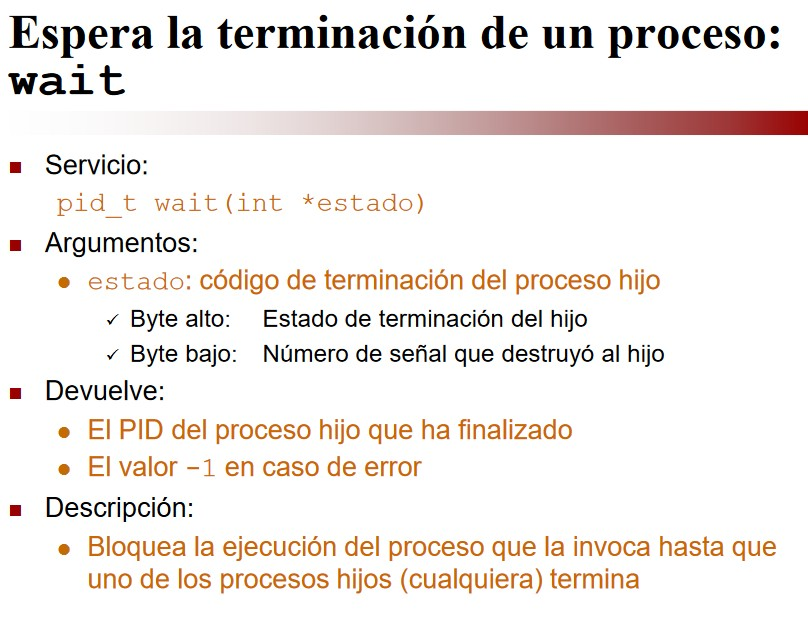 Espera la terminación de un proceso:
wait
Servicio:
pid_t wait(int *estado)
Argumentos:
estado: código de terminación del proceso hijo
Byte alto: Estado de terminación del hijo
Byte bajo: Número de señal que destruyó al hijo
Devuelve:
El PID del proceso hijo que ha finalizado
El valor -1 en caso de error
Descripción:
Bloquea la ejecución del proceso que la invoca hasta que
uno de los procesos hijos (cualquiera) termina